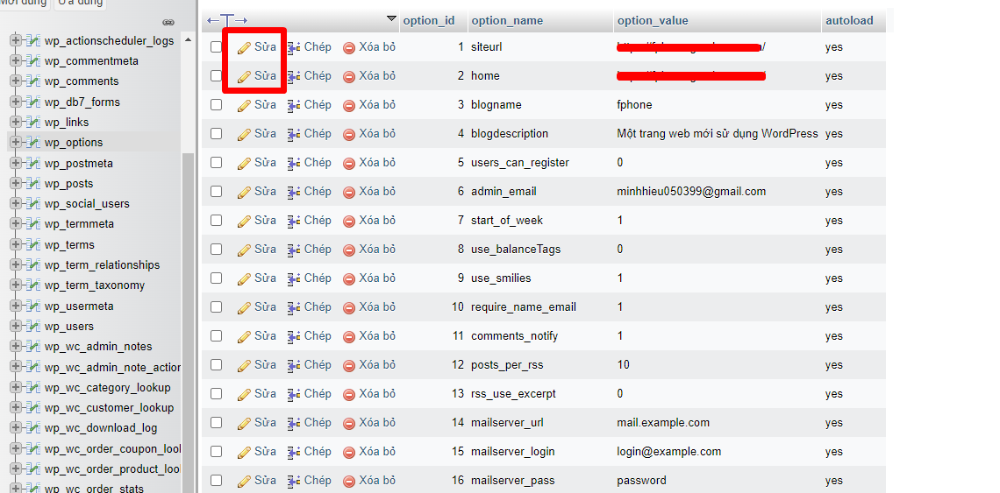 Mới dùng Ưa dùng
wp_actionscheduler_logs
wp_commentmeta
wp_comments
wp_db7_forms
wp_links
wp_options
wp_postmeta
wp_posts
wp_social_users
wp_termmeta
wp_terms
wp_term_relationships
wp_term_taxonomy
wp_usermeta
wp_users
wp_wc_admin_notes
wp_wc_admin_note_action
wp_wc_category_lookup
wp_wc_customer_lookup
wp_wc_download_log
wp_wc_order_coupon_loo
wp_wc_order_product_loo
wp_wc_order_stats
option_id option_name option_value autoload
Sửa Chép Xóa bỏ 1 siteurl / yes
Sửa Chép Xóa bỏ 2 home yes
Sửa Chép Xóa bỏ 3 blogname fphone yes
Sửa Chép Xóa bỏ 4 blogdescription Một trang web mới sử dụng WordPress yes
Sửa Chép Xóa bỏ 5 users_can_register 0 yes
Sửa Chép Xóa bỏ 6 admin_email minhhieu050399@gmail.com yes
Sửa Chép Xóa bỏ 7 start_of_week 1 yes
Sửa Chép Xóa bỏ 8 use_balanceTags 0 yes
Sửa Chép Xóa bỏ 9 use_smilies 1 yes
Sửa Chép Xóa bỏ 10 require_name_email 1 yes
Sửa Chép Xóa bỏ 11 comments_notify 1 yes
Sửa Chép Xóa bỏ 12 posts_per_rss 10 yes
Sửa Chép Xóa bỏ 13 rss_use_excerpt 0 yes
Sửa Chép Xóa bỏ 14 mailserver_url mail.example.com yes
Sửa Chép Xóa bỏ 15 mailserver_login login@example.com yes
Sửa Chép Xóa bỏ 16 mailserver_pass password yes